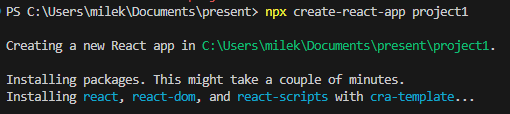 PS C:\Users\milek\Documents\present> npx create-react-app project1
Creating a new React app in C:\Users\milek\Documents\present\project1.
Installing packages. This might take a couple of minutes.
Installing react, react-dom, and react-scripts with cra-template...